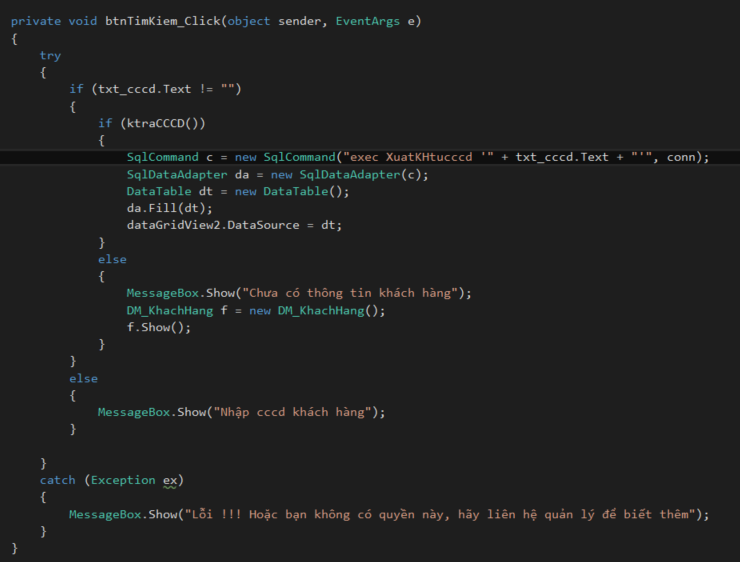 private void btnTimKiem_Click(object sender, EventArgs e)
{
try
{
if (txt_cccd.Text != "")
{
if (ktraCCCD())
{
SqlCommand c = new SqlCommand("exec XuatKHtucccd '" + txt_cccd.Text + "'", conn);
SqlDataAdapter da = new SqlDataAdapter(c);
DataTable dt = new DataTable();
da.Fill(dt);
dataGridView2.DataSource = dt;
}
else
{
MessageBox.Show("Chưa có thông tin khách hàng");
DM_KhachHang f = new DM_KhachHang();
f.Show();
}
}
else
{
MessageBox.Show("Nhập cccd khách hàng");
}
}
catch (Exception ex)
{
MessageBox.Show("Lỗi !!! Hoặc bạn không có quyền này, hãy liên hệ quản lý để biết thêm");
}
}